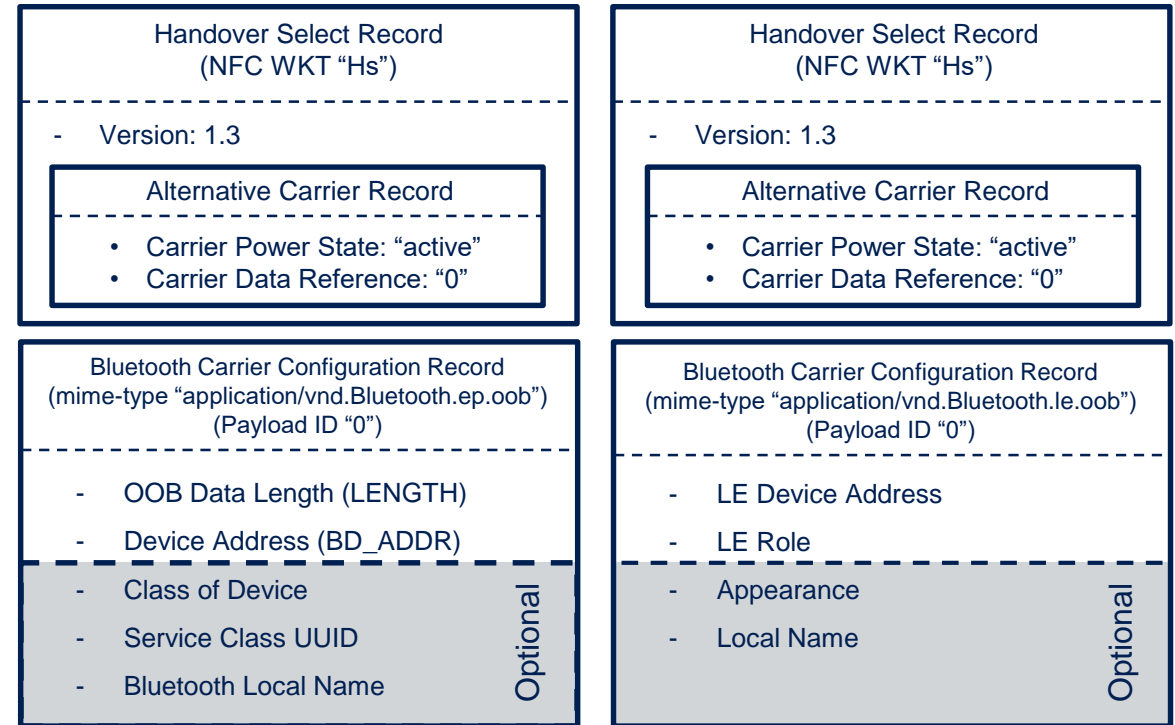 Handover Select Record
(NFC WKT “Hs”)
- Version: 1.3
Alternative Carrier Record
• Carrier Power State: “active”
• Carrier Data Reference: “0”
Bluetooth Carrier Configuration Record
(mime-type “application/vnd.Bluetooth.ep.oob”)
(Payload ID “0”)
- OOB Data Length (LENGTH)
- Device Address (BD_ADDR)
- Class of Device
- Service Class UUID
- Bluetooth Local Name
Optional
Handover Select Record
(NFC WKT “Hs”)
- Version: 1.3
Alternative Carrier Record
• Carrier Power State: “active”
• Carrier Data Reference: “0”
Bluetooth Carrier Configuration Record
(mime-type “application/vnd.Bluetooth.le.oob”)
(Payload ID “0”)
- LE Device Address
- LE Role
- Appearance
- Local Name
Optional